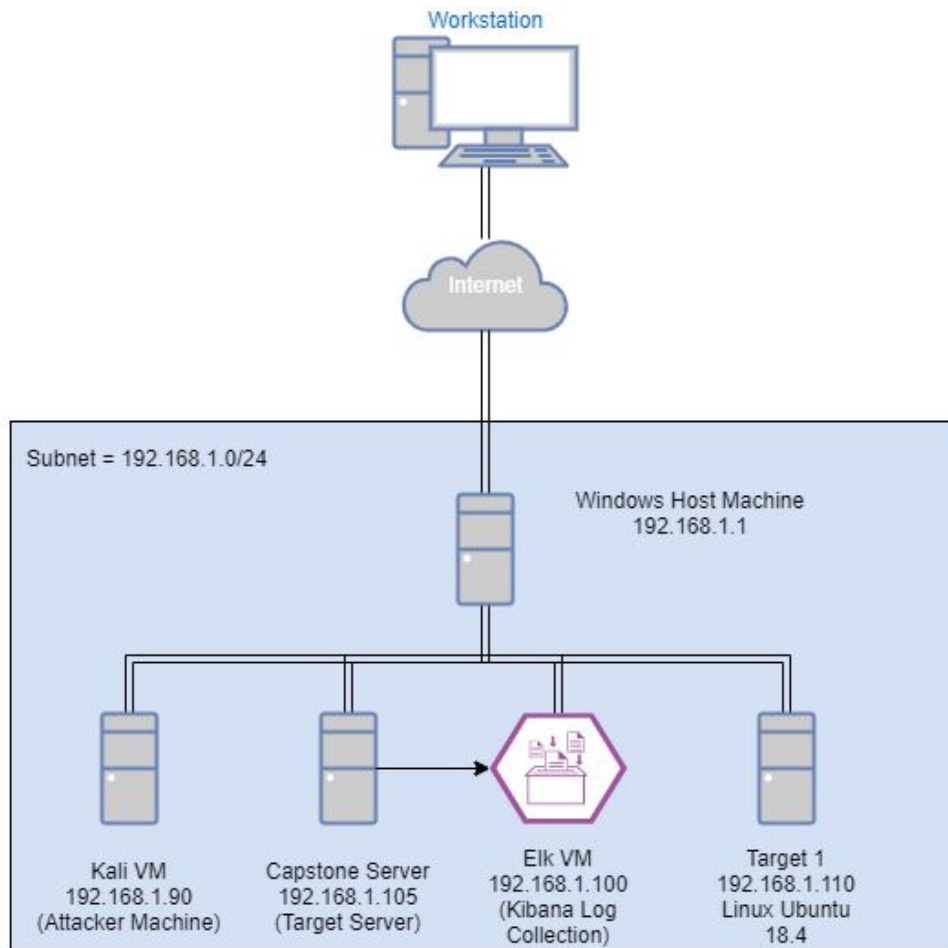 Workstation
Internet
Subnet = 192.168.1.0/24
Windows Host Machine
192.168.1.1
Kali VM
192.168.1.90
(Attacker Machine)
Capstone Server
192.168.1.105
(Target Server)
Elk VM
192.168.1.100
(Kibana Log
Collection)
Target 1
192.168.1.110
Linux Ubuntu
18.4